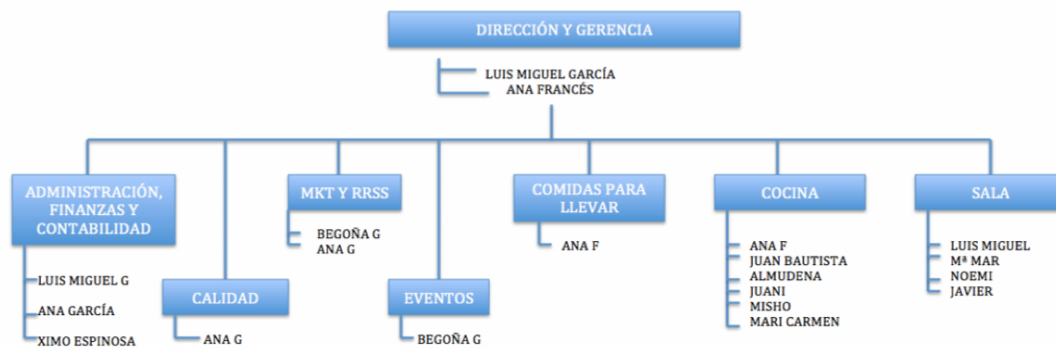 DIRECCIÓN Y GERENCIA
LUIS MIGUEL GARCÍA
ANA FRANCÉS
ADMINISTRACIÓN,
FINANZAS Y
CONTABILIDAD
LUIS MIGUEL G
ANA GARCÍA
XIMO ESPINOSA
CALIDAD
ANA G
MKT Y RRSS
BEGOÑA G
ANA G
EVENTOS
BEGOÑA G
COMIDAS PARA
LLEVAR
ANA F
COCINA
ANA F
JUAN BAUTISTA
ALMUDENA
JUANI
MISHO
MARI CARMEN
SALA
LUIS MIGUEL
Mª MAR
NOEMI
JAVIER